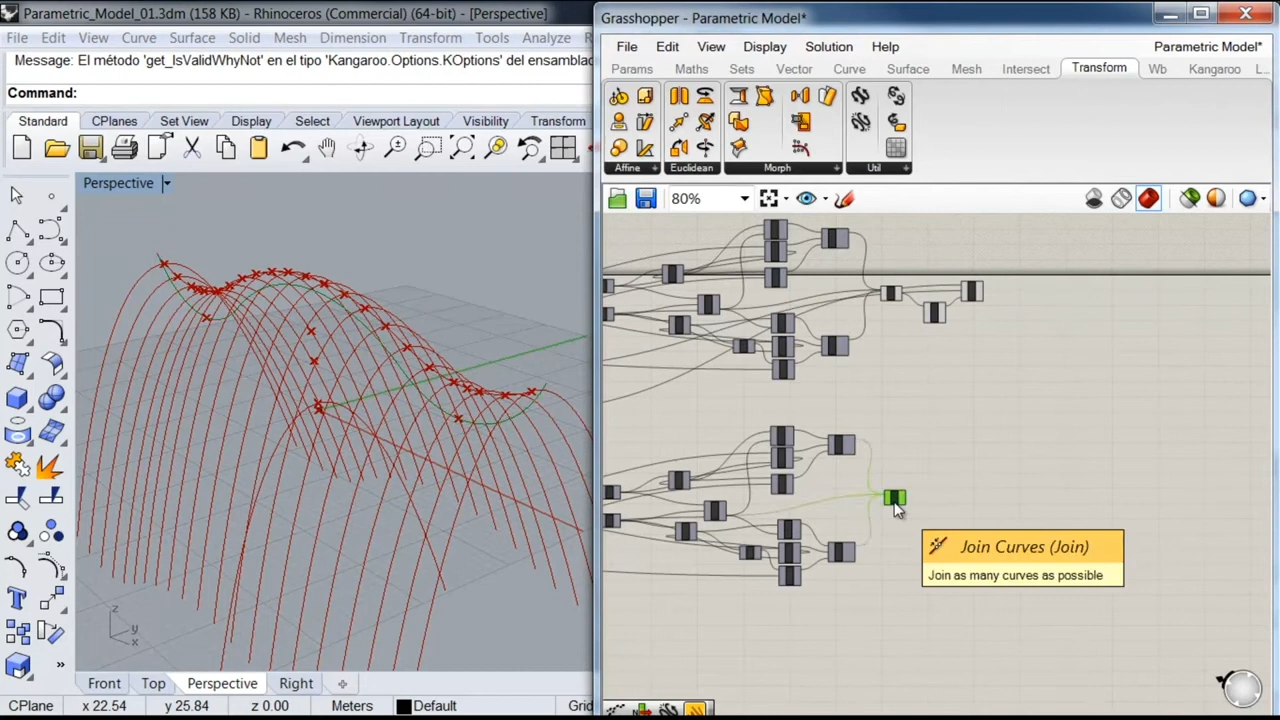 Parametric_Model_01.3dm (158 KB) - Rhinoceros (Commercial) (64-bit) - [Perspective]
File Edit View Curve Surface Solid Mesh Dimension Transform Tools Analyze
Message: El método 'get_IsValidWhyNot' en el tipo 'Kangaroo.Options.KOptions' del ensambla
Command:
Standard CPlanes Set View Display Select Viewport Layout Visibility Transform
Perspective
z
y
x
Front Top Perspective Right
CPlane x 22.54 y 25.84 z 0.00 Meters Default Grid
Grasshopper - Parametric Model*
File Edit View Display Solution Help Parametric Model*
Params Maths Sets Vector Curve Surface Mesh Intersect Transform Wb Kangaroo L...
Affine Euclidean Morph Util
80%
Join Curves (Join)
Join as many curves as possible